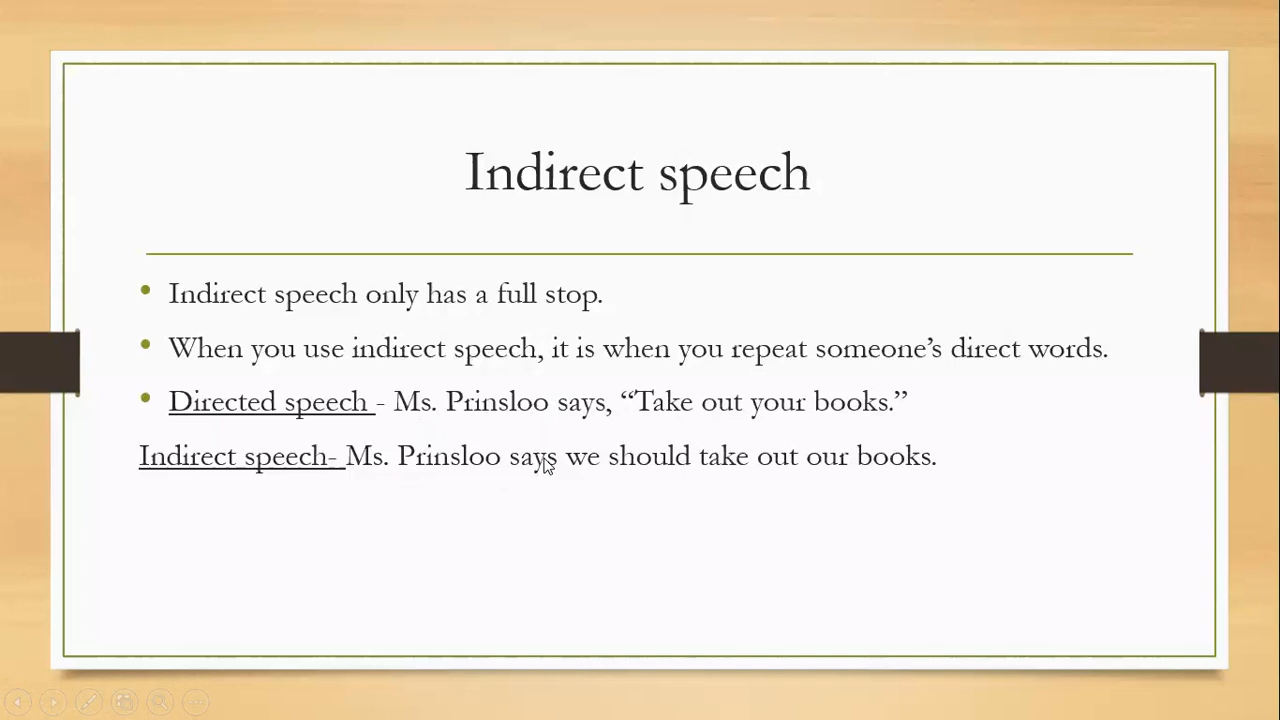 Indirect speech
• Indirect speech only has a full stop.
• When you use indirect speech, it is when you repeat someone’s direct words.
• Directed speech - Ms. Prinsloo says, “Take out your books.”
Indirect speech- Ms. Prinsloo says we should take out our books.